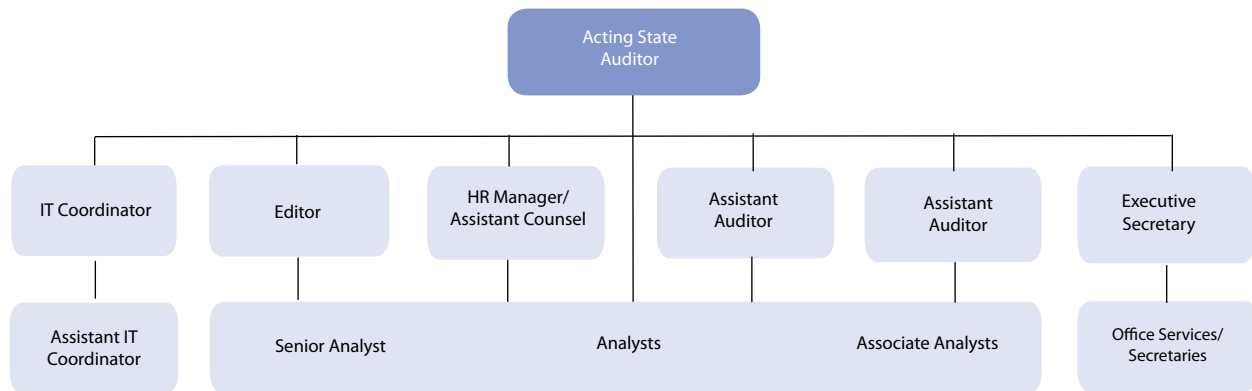 Acting State
Auditor
IT Coordinator
Editor
HR Manager/
Assistant Counsel
Assistant
Auditor
Assistant
Auditor
Executive
Secretary
Assistant IT
Coordinator
Senior Analyst
Analysts
Associate Analysts
Office Services/
Secretaries